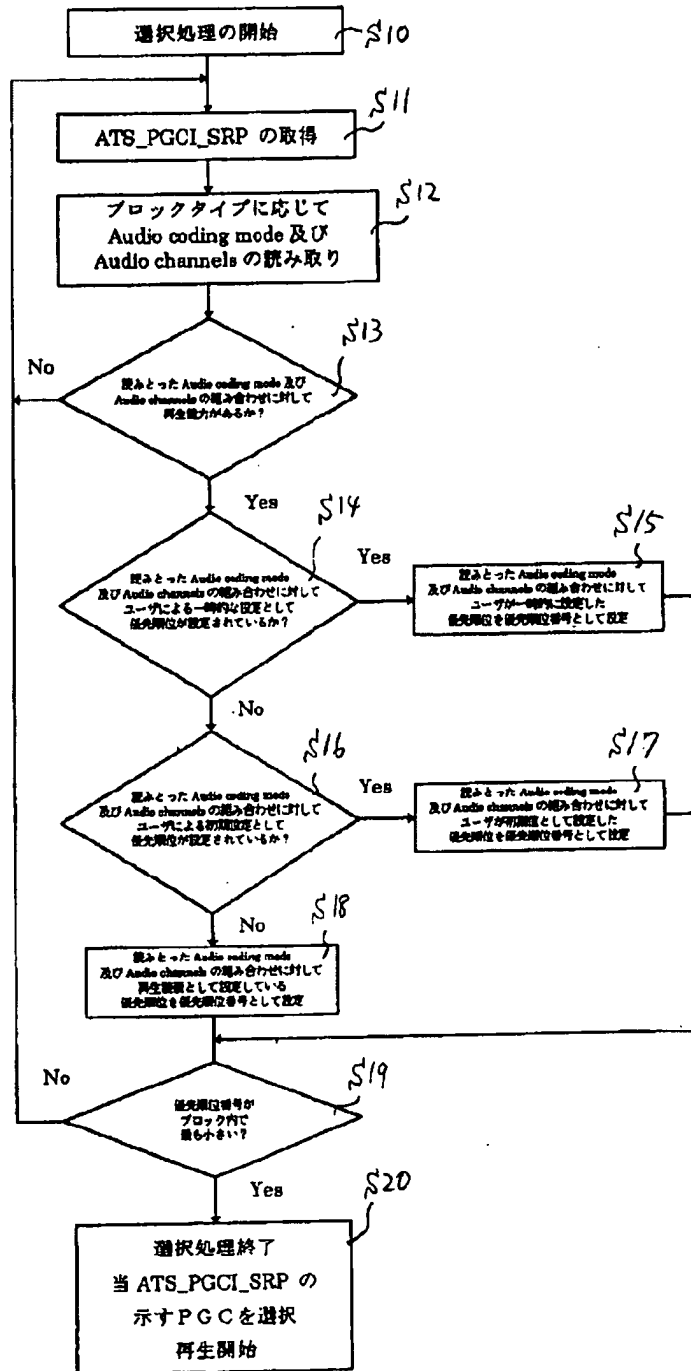 選択処理の開始
S10
S11
ATS_PGCI_SRP の取得
S12
ブロックタイプに応じて
Audio coding mode 及び
Audio channels の読み取り
S13
No
読みとった Audio coding mode 及び
Audio channels の組み合わせに対して
再生能力があるか?
Yes
S14
Yes
S15
読みとった Audio coding mode
及び Audio channels の組み合わせに対して
ユーザによる一時的な設定として
優先順位が設定されているか?
読みとった Audio coding mode
及び Audio channels の組み合わせに対して
ユーザが一時的に設定した
優先順位を優先順位番号として設定
No
S16
Yes
S17
読みとった Audio coding mode
及び Audio channels の組み合わせに対して
ユーザによる初期設定として
優先順位が設定されているか?
読みとった Audio coding mode
及び Audio channels の組み合わせに対して
ユーザが初期値として設定した
優先順位を優先順位番号として設定
No
S18
読みとった Audio coding mode
及び Audio channels の組み合わせに対して
再生装置として設定している
優先順位を優先順位番号として設定
No
S19
優先順位番号が
ブロック内で
最も小さい?
Yes
S20
選択処理終了
当 ATS_PGCI_SRP の
示すPGCを選択
再生開始